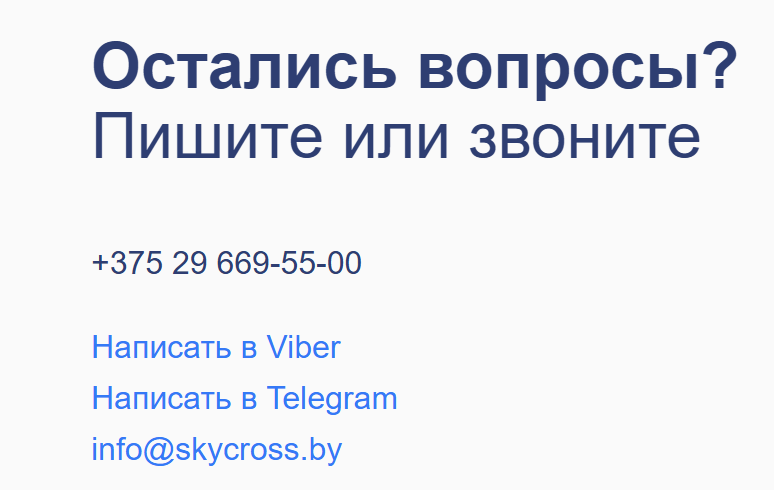 Остались вопросы?
Пишите или звоните
+375 29 669-55-00
Написать в Viber
Написать в Telegram
info@skycross.by